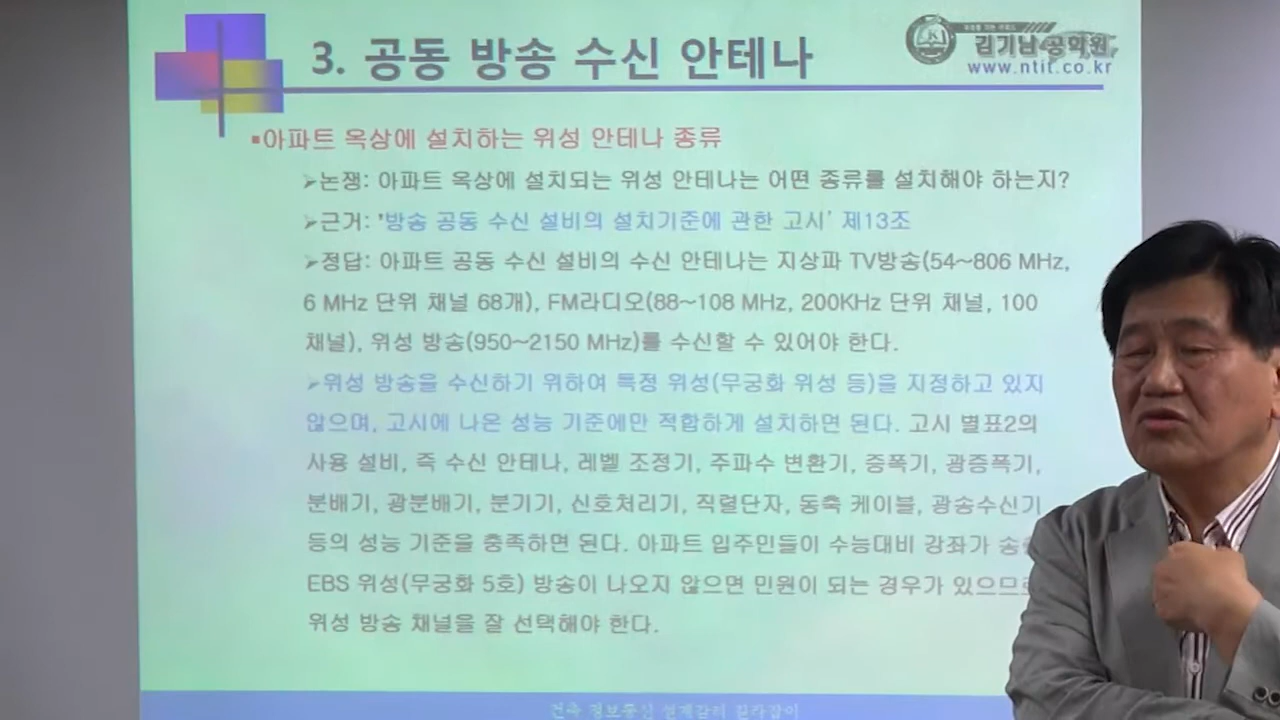 3. 공동 방송 수신 안테나
김기남 공학원
www.ntit.co.kr
▪아파트 옥상에 설치하는 위성 안테나 종류
➢논쟁: 아파트 옥상에 설치되는 위성 안테나는 어떤 종류를 설치해야 하는지?
➢근거: '방송 공동 수신 설비의 설치기준에 관한 고시' 제13조
➢정답: 아파트 공동 수신 설비의 수신 안테나는 지상파 TV방송(54~806 MHz,
6 MHz 단위 채널 68개), FM라디오(88~108 MHz, 200KHz 단위 채널, 100
채널), 위성 방송(950~2150 MHz)를 수신할 수 있어야 한다.
➢위성 방송을 수신하기 위하여 특정 위성(무궁화 위성 등)을 지정하고 있지
않으며, 고시에 나온 성능 기준에만 적합하게 설치하면 된다. 고시 별표2의
사용 설비, 즉 수신 안테나, 레벨 조정기, 주파수 변환기, 증폭기, 광증폭기,
분배기, 광분배기, 분기기, 신호처리기, 직렬단자, 동축 케이블, 광송수신기
등의 성능 기준을 충족하면 된다. 아파트 입주민들이 수능대비 강좌가
EBS 위성(무궁화 5호) 방송이 나오지 않으면 민원이 되는 경우가 있으므로
위성 방송 채널을 잘 선택해야 한다.
건축 정보통신 설계감리 길라잡이